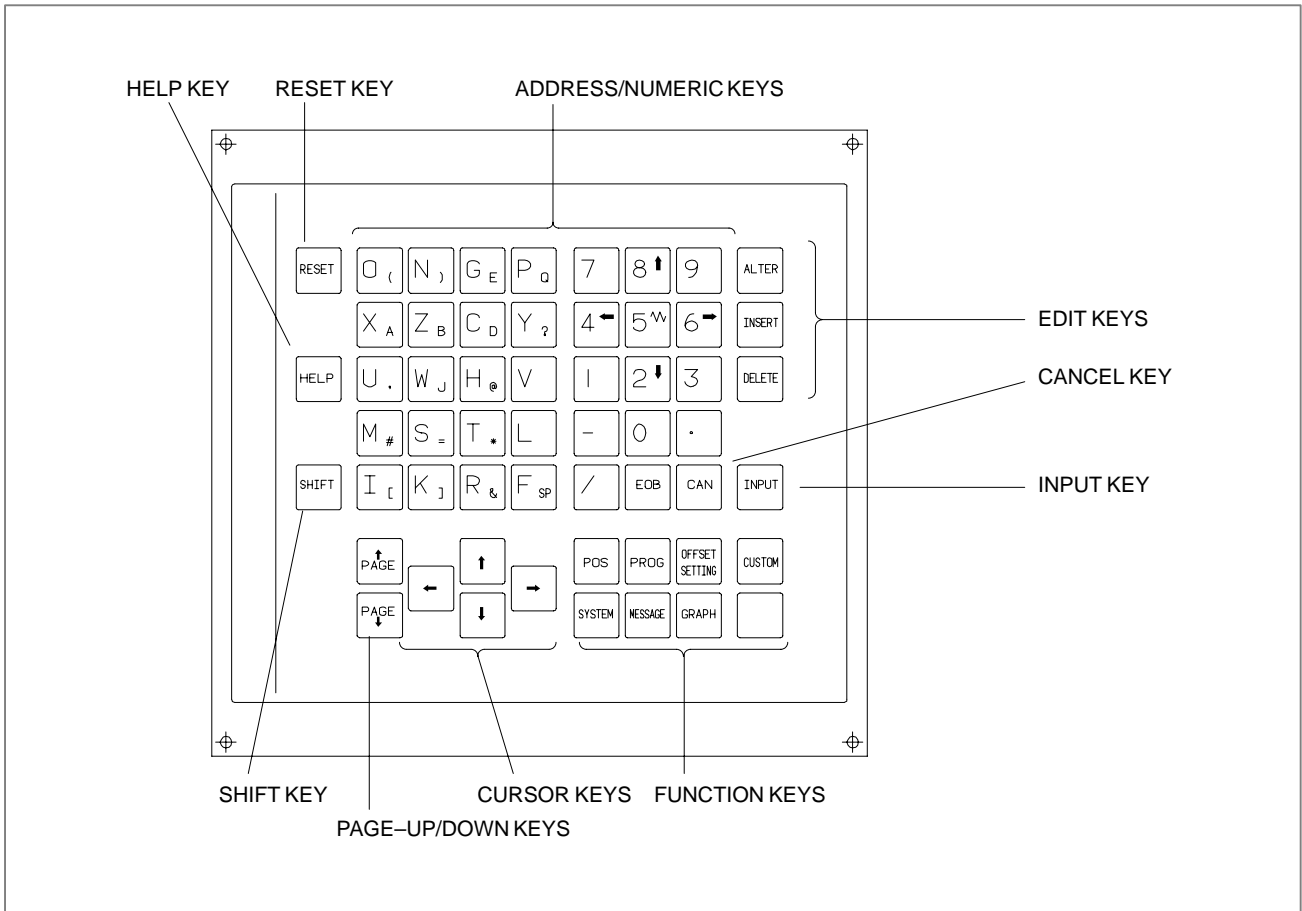 HELP KEY RESET KEY ADDRESS/NUMERIC KEYS
RESET O ( N ) G E P Q 7 8 ⬆ 9 ALTER
X A Z B C D Y ? 4 ⬅ 5 6 ➡ INSERT
EDIT KEYS
HELP U , W J H @ V 1 2 ⬇ 3 DELETE
CANCEL KEY
M # S = T * L - 0 .
SHIFT I [ K ] R & F SP / EOB CAN INPUT
INPUT KEY
↑ PAGE ↑ POS PROG OFFSET SETTING CUSTOM
← →
PAGE ↓ ↓ SYSTEM MESSAGE GRAPH
SHIFT KEY CURSOR KEYS FUNCTION KEYS
PAGE–UP/DOWN KEYS